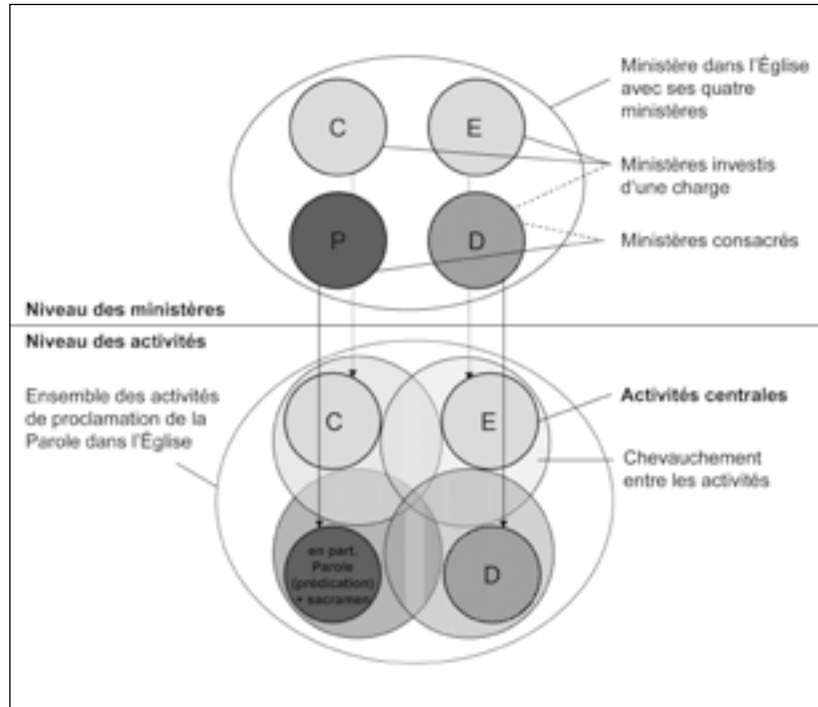 C
E
Ministère dans l'Église
avec ses quatre
ministères
Ministères investis
d'une charge
P
D
Ministères consacrés
Niveau des ministères
Niveau des activités
Ensemble des activités
de proclamation de la
Parole dans l'Église
C
E
Activités centrales
Chevauchement
entre les activités
en part.
Parole
(prédication)
+ sacramen
D